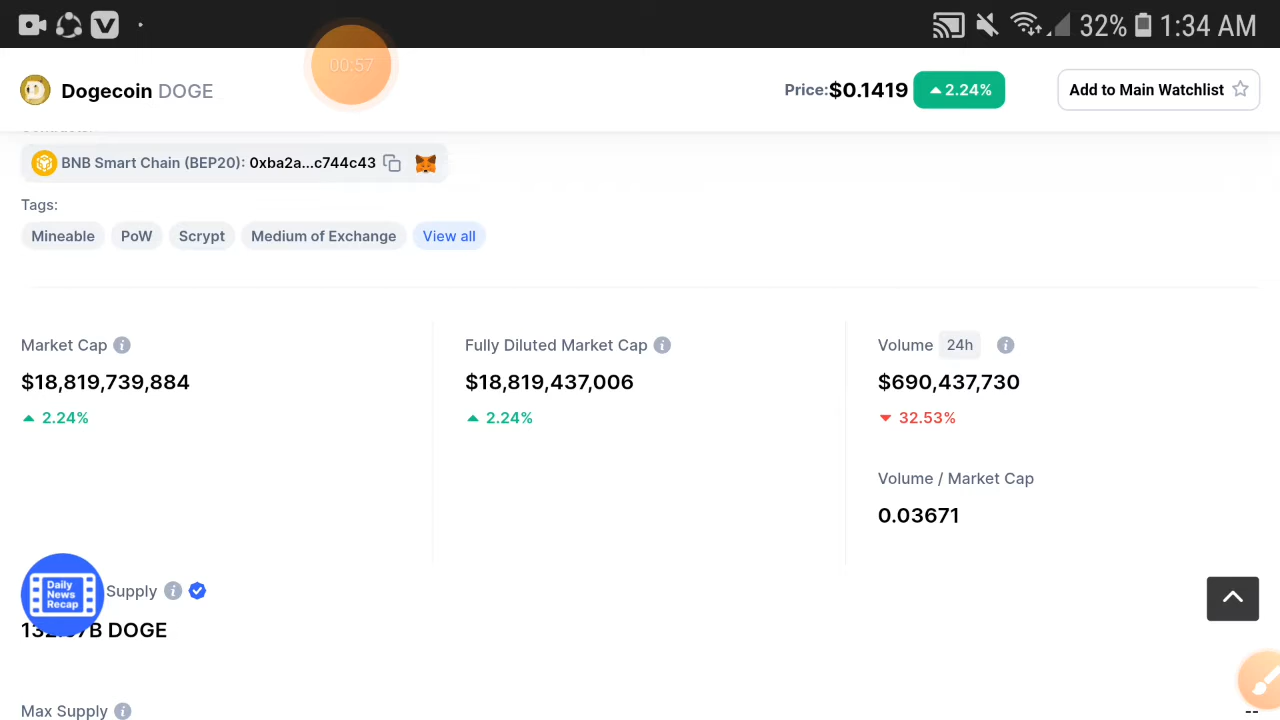 32% 1:34 AM
00:57
Dogecoin DOGE
Price:$0.1419 2.24%
Add to Main Watchlist
BNB Smart Chain (BEP20): 0xba2a...c744c43
Tags:
Mineable PoW Scrypt Medium of Exchange View all
Market Cap
$18,819,739,884
2.24%
Fully Diluted Market Cap
$18,819,437,006
2.24%
Volume 24h
$690,437,730
32.53%
Volume / Market Cap
0.03671
Daily
News
Recap
Supply
DOGE
Max Supply
--